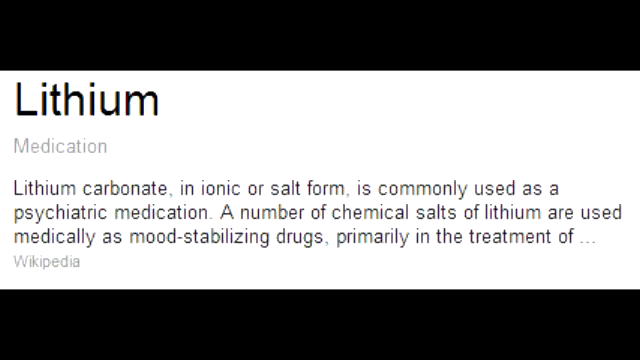 Lithium
Medication
Lithium carbonate, in ionic or salt form, is commonly used as a
psychiatric medication. A number of chemical salts of lithium are used
medically as mood-stabilizing drugs, primarily in the treatment of ...
Wikipedia